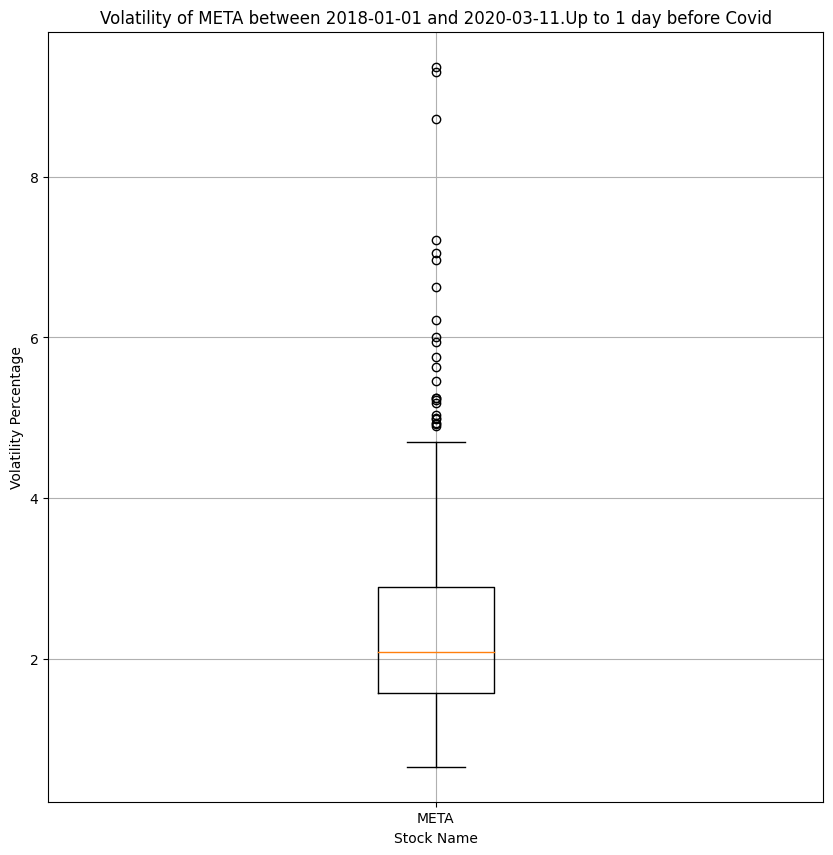 Volatility of META between 2018-01-01 and 2020-03-11.Up to 1 day before Covid
Volatility Percentage
8
6
4
2
META
Stock Name